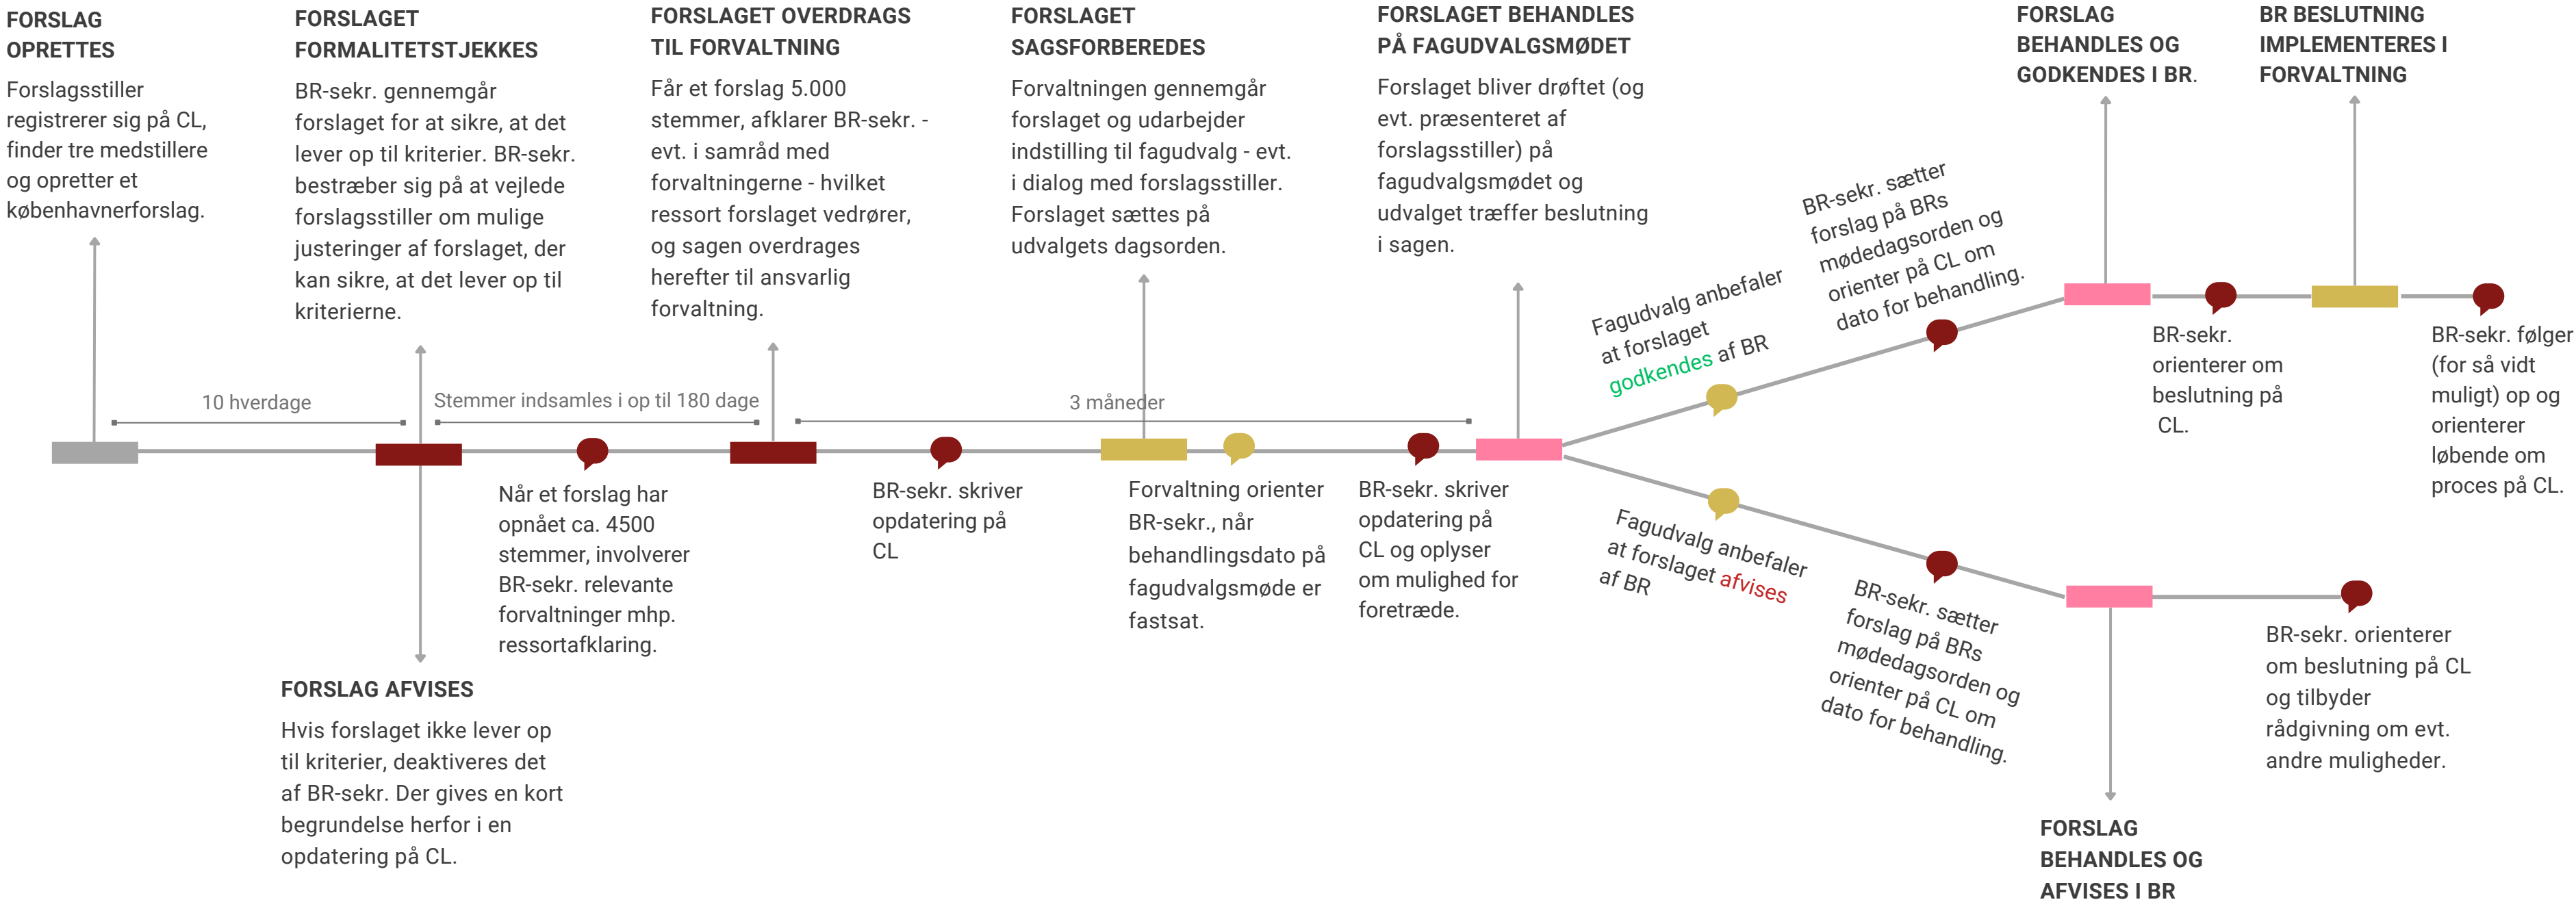 FORSLAG
OPRETTES
Forslagsstiller
registrerer sig på CL,
finder tre medstillere
og opretter et
københavnerforslag.
FORSLAGET
FORMALITETSTJEKKES
BR-sekr. gennemgår
forslaget for at sikre, at det
lever op til kriterier. BR-sekr.
bestræber sig på at vejlede
forslagsstiller om mulige
justeringer af forslaget, der
kan sikre, at det lever op til
kriterierne.
FORSLAGET OVERDRAGS
TIL FORVALTNING
Får et forslag 5.000
stemmer, afklarer BR-sekr. -
evt. i samråd med
forvaltningerne - hvilket
ressort forslaget vedrører,
og sagen overdrages
herefter til ansvarlig
forvaltning.
FORSLAGET
SAGSFORBEREDES
Forvaltningen gennemgår
forslaget og udarbejder
indstilling til fagudvalg - evt.
i dialog med forslagsstiller.
Forslaget sættes på
udvalgets dagsorden.
FORSLAGET BEHANDLES
PÅ FAGUDVALGSMØDET
Forslaget bliver drøftet (og
evt. præsenteret af
forslagsstiller) på
fagudvalgsmødet og
udvalget træffer beslutning
i sagen.
FORSLAG
BEHANDLES OG
GODKENDES I BR.
BR BESLUTNING
IMPLEMENTERES I
FORVALTNING
Fagudvalg anbefaler
at forslaget
godkendes af BR
BR-sekr. sætter
forslag på BRs
mødedagsorden og
orienter på CL om
dato for behandling.
BR-sekr.
orienterer om
beslutning på
CL.
BR-sekr. følger
(for så vidt
muligt) op og
orienterer
løbende om
proces på CL.
10 hverdage
Stemmer indsamles i op til 180 dage
3 måneder
Når et forslag har
opnået ca. 4500
stemmer, involverer
BR-sekr. relevante
forvaltninger mhp.
ressortafklaring.
BR-sekr. skriver
opdatering på
CL
Forvaltning orienter
BR-sekr., når
behandlingsdato på
fagudvalgsmøde er
fastsat.
BR-sekr. skriver
opdatering på
CL og oplyser
om mulighed for
foretræde.
Fagudvalg anbefaler
at forslaget afvises
af BR
BR-sekr. sætter
forslag på BRs
mødedagsorden og
orienter på CL om
dato for behandling.
BR-sekr. orienterer
om beslutning på CL
og tilbyder
rådgivning om evt.
andre muligheder.
FORSLAG AFVISES
Hvis forslaget ikke lever op
til kriterier, deaktiveres det
af BR-sekr. Der gives en kort
begrundelse herfor i en
opdatering på CL.
FORSLAG
BEHANDLES OG
AFVISES I BR